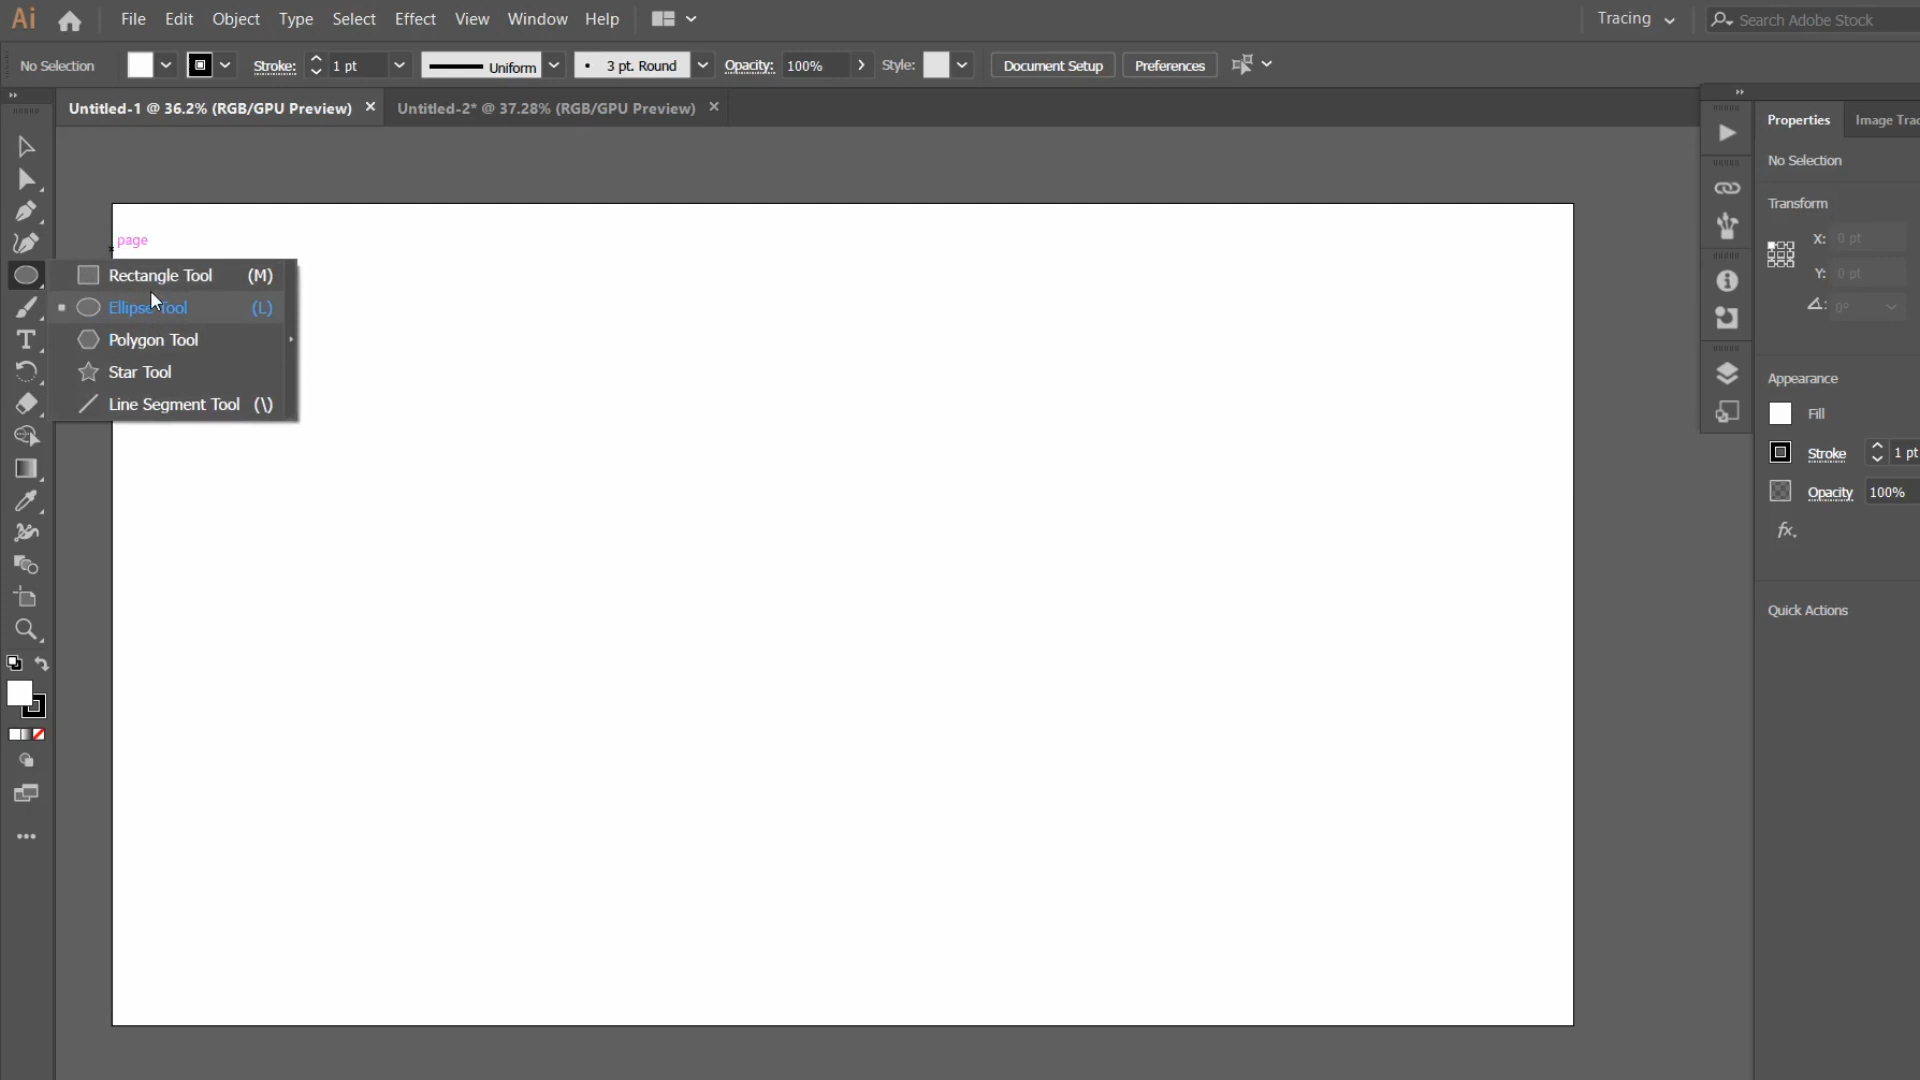 Ai File Edit Object Type Select Effect View Window Help Tracing Search Adobe Stock
No Selection Stroke: 1 pt Uniform 3 pt. Round Opacity: 100% Style: Document Setup Preferences
Untitled-1 @ 36.2% (RGB/GPU Preview) Untitled-2* @ 37.28% (RGB/GPU Preview)
Properties Image Trac
No Selection
Transform
X: 0 pt
Y: 0 pt
0°
page
Rectangle Tool (M)
Ellipse Tool (L)
Polygon Tool
Star Tool
Line Segment Tool (\)
T
Appearance
Fill
Stroke 1 pt
Opacity 100%
fx.
Quick Actions